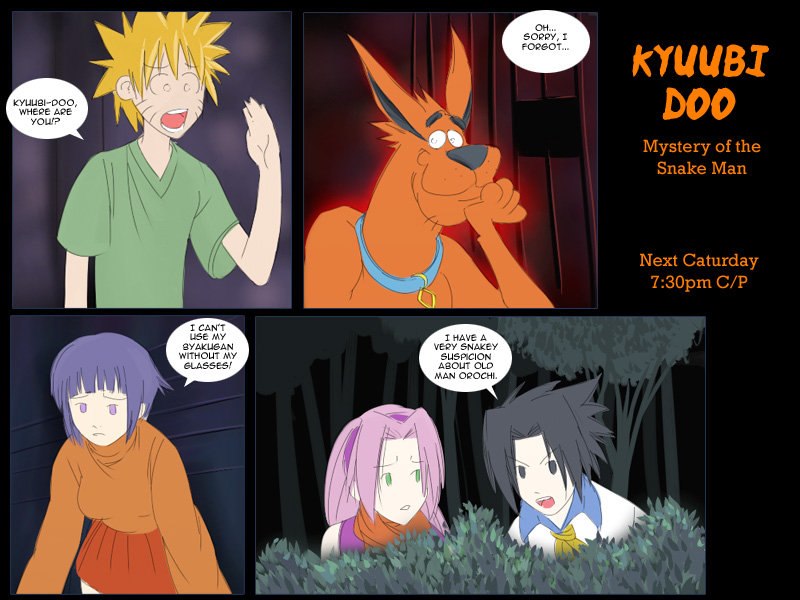 KYUUBI-DOO,
WHERE ARE
YOU!?
OH...
SORRY, I
FORGOT...
KYUUBI
DOO
Mystery of the
Snake Man
Next Caturday
7:30pm C/P
I CAN'T
USE MY
BYAKUGAN
WITHOUT MY
GLASSES!
I HAVE A
VERY SNAKEY
SUSPICION
ABOUT OLD
MAN OROCHI.